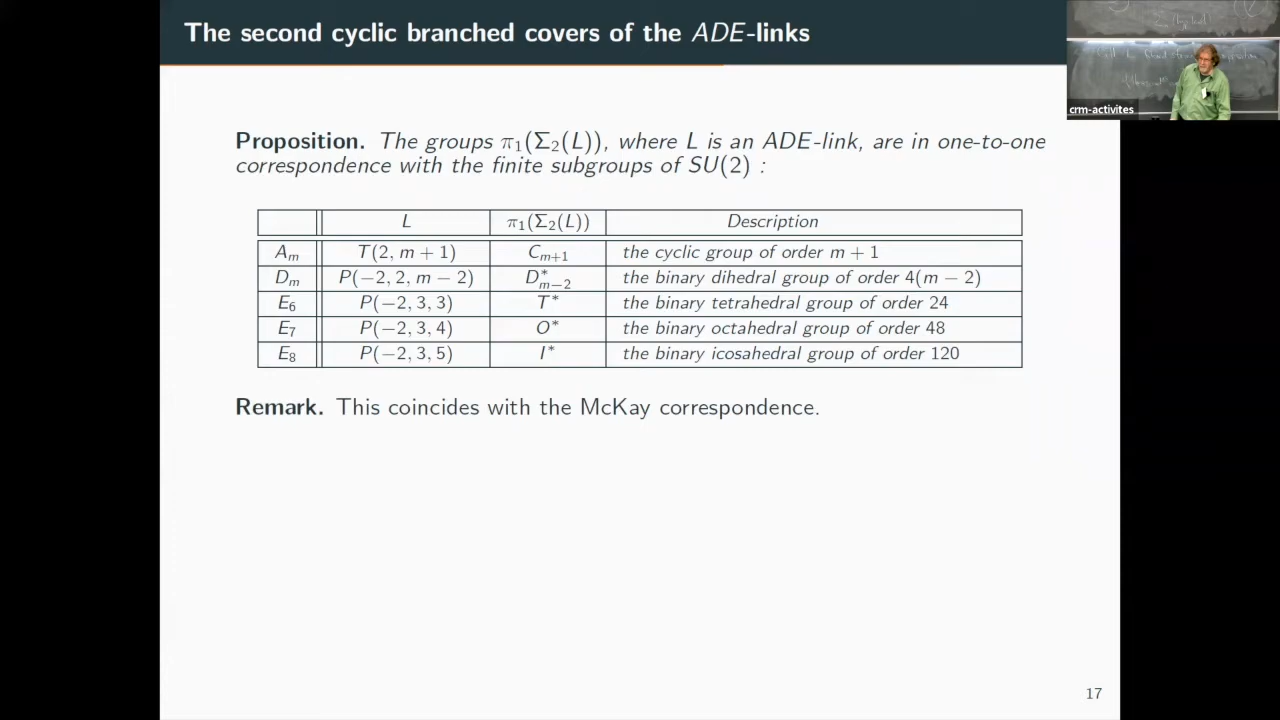 The second cyclic branched covers of the ADE-links
crm-activites
Proposition. The groups π₁(Σ₂(L)), where L is an ADE-link, are in one-to-one
correspondence with the finite subgroups of SU(2) :
L π₁(Σ₂(L)) Description
Aₘ T(2, m + 1) Cₘ₊₁ the cyclic group of order m + 1
Dₘ P(−2, 2, m − 2) D*ₘ₋₂ the binary dihedral group of order 4(m − 2)
E₆ P(−2, 3, 3) T* the binary tetrahedral group of order 24
E₇ P(−2, 3, 4) O* the binary octahedral group of order 48
E₈ P(−2, 3, 5) I* the binary icosahedral group of order 120
Remark. This coincides with the McKay correspondence.
17